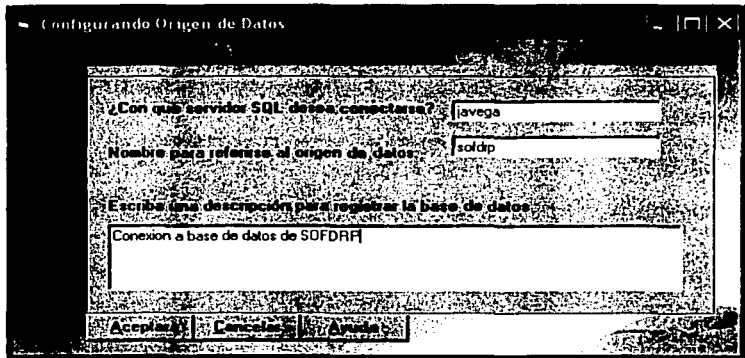 Configurando Origen de Datos
¿Con qué servidor SQL desea conectarse? javega
Nombre para referirse al origen de datos: sofdrp
Escriba una descripción para registrar la base de datos
Conexion a base de datos de SOFDRP
Aceptar Cancelar Ayuda